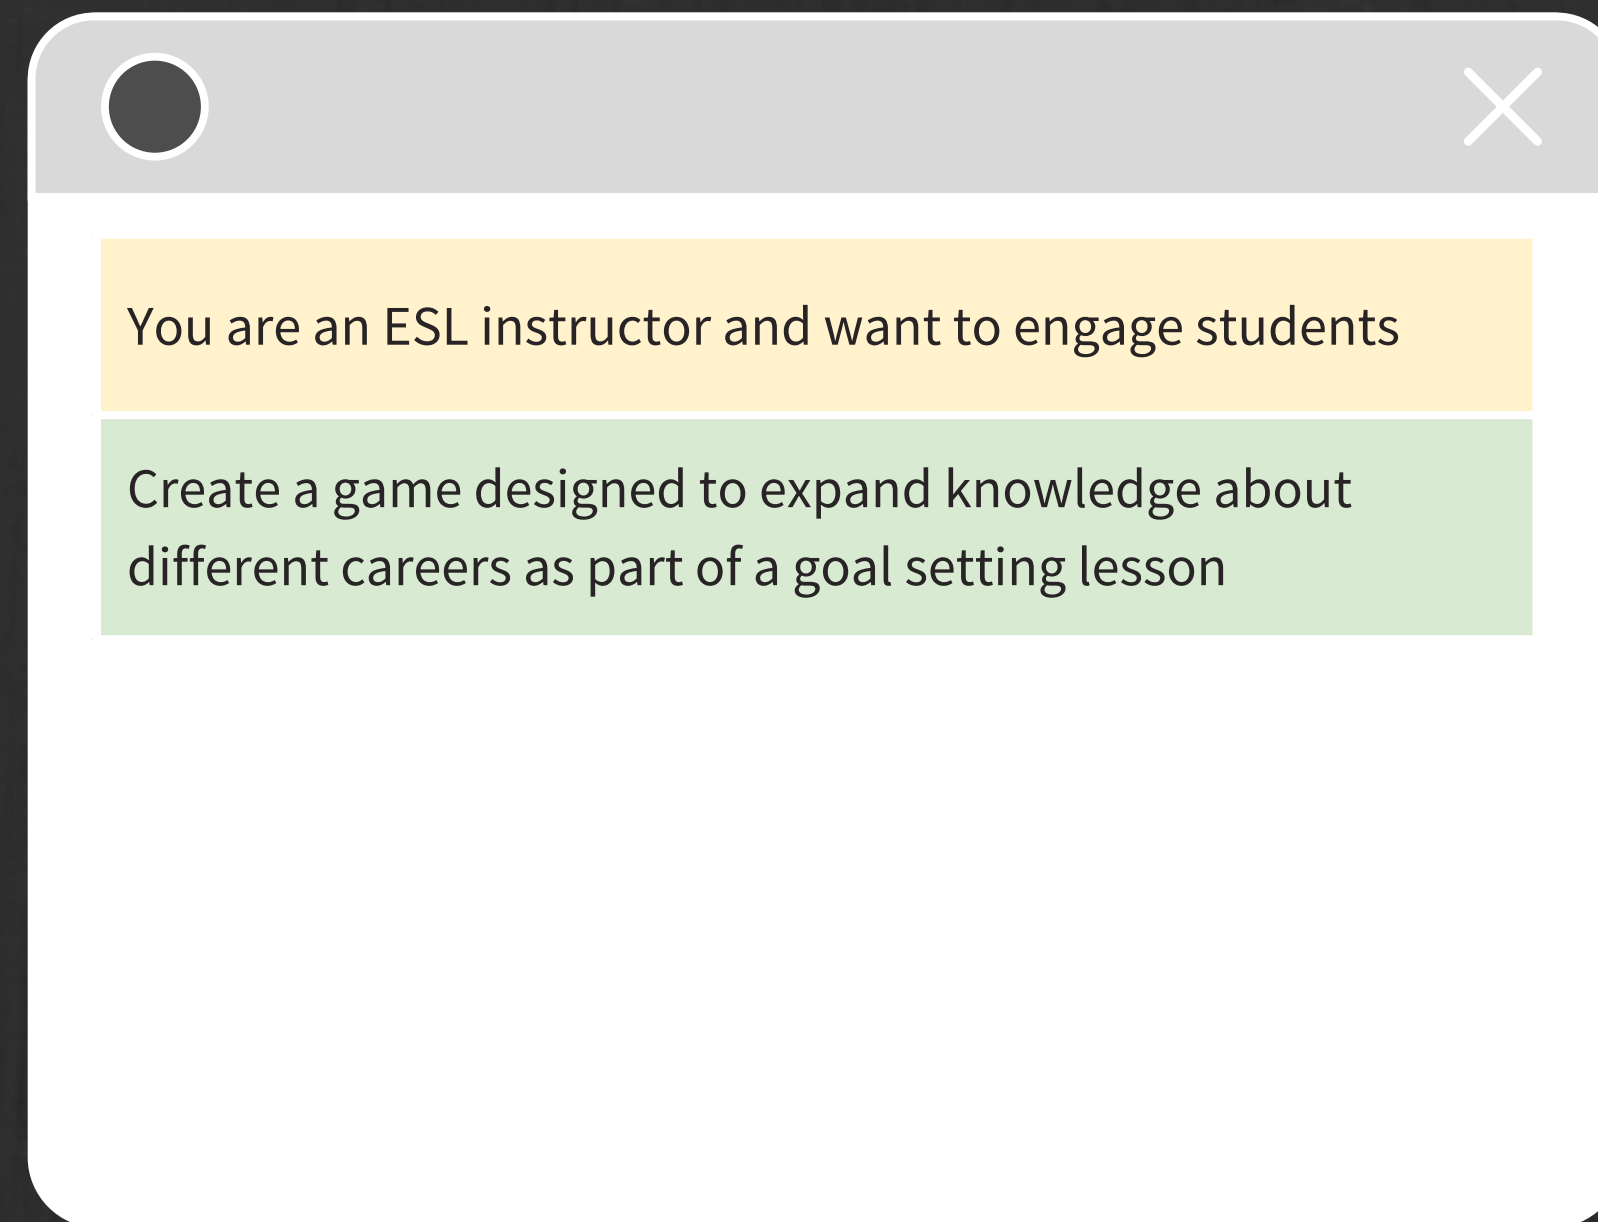 You are an ESL instructor and want to engage students
Create a game designed to expand knowledge about
different careers as part of a goal setting lesson